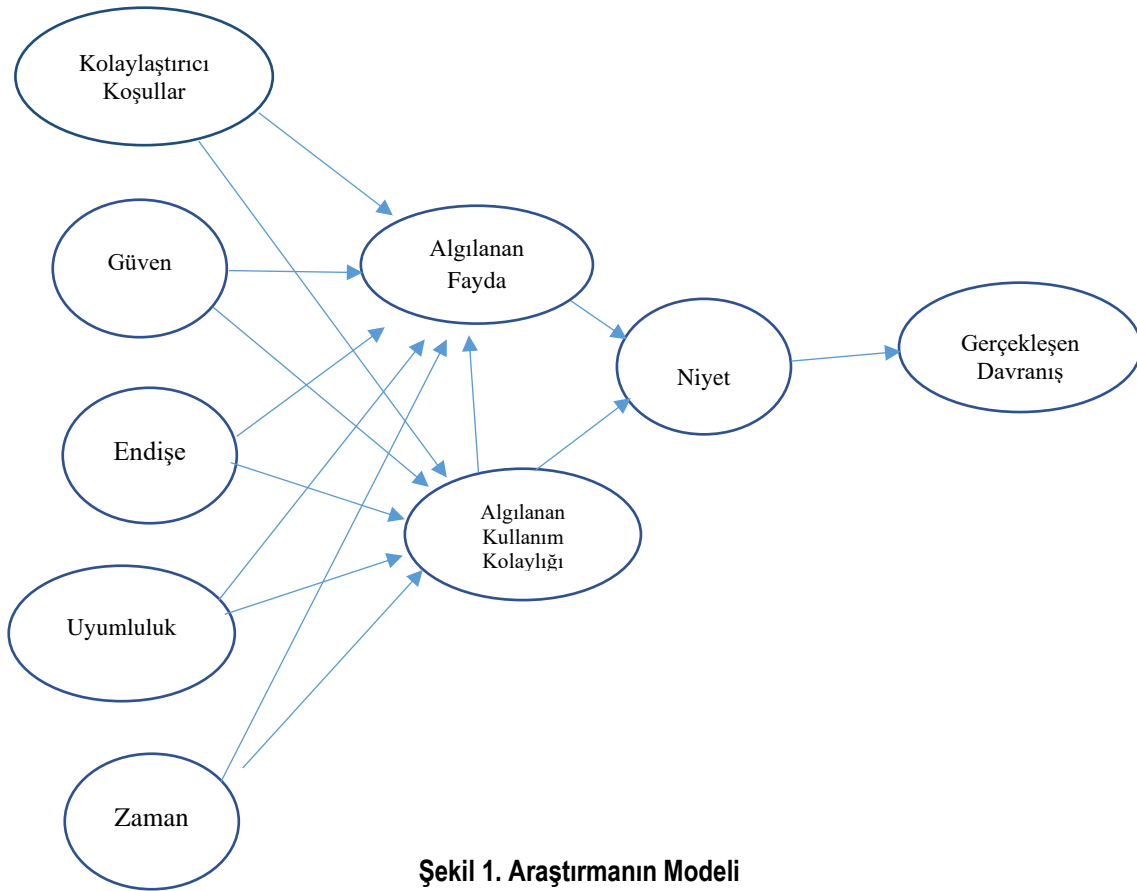 Kolaylaştırıcı
Koşullar
Güven
Endişe
Uyumluluk
Zaman
Algılanan
Fayda
Algılanan
Kullanım
Kolaylığı
Niyet
Gerçekleşen
Davranış
Şekil 1. Araştırmanın Modeli